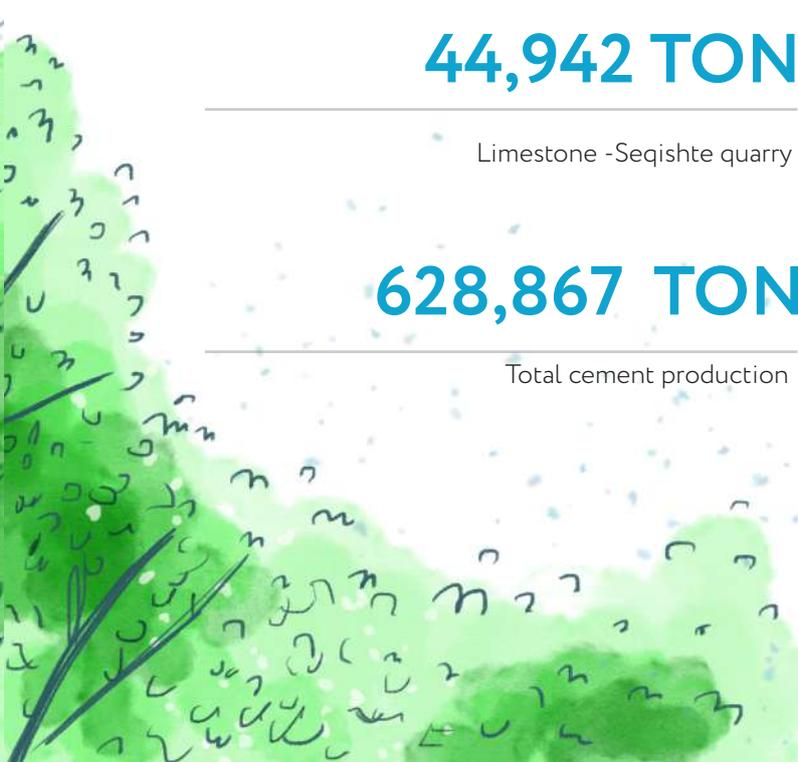 44,942 TON
Limestone -Seqishte quarry
628,867 TON
Total cement production